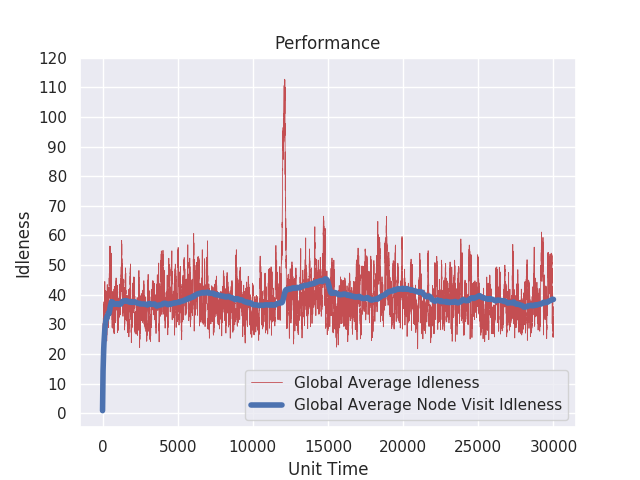 Performance
120
110
100
90
80
70
60
50
40
30
20
10
0
Idleness
Global Average Idleness
Global Average Node Visit Idleness
0 5000 10000 15000 20000 25000 30000
Unit Time